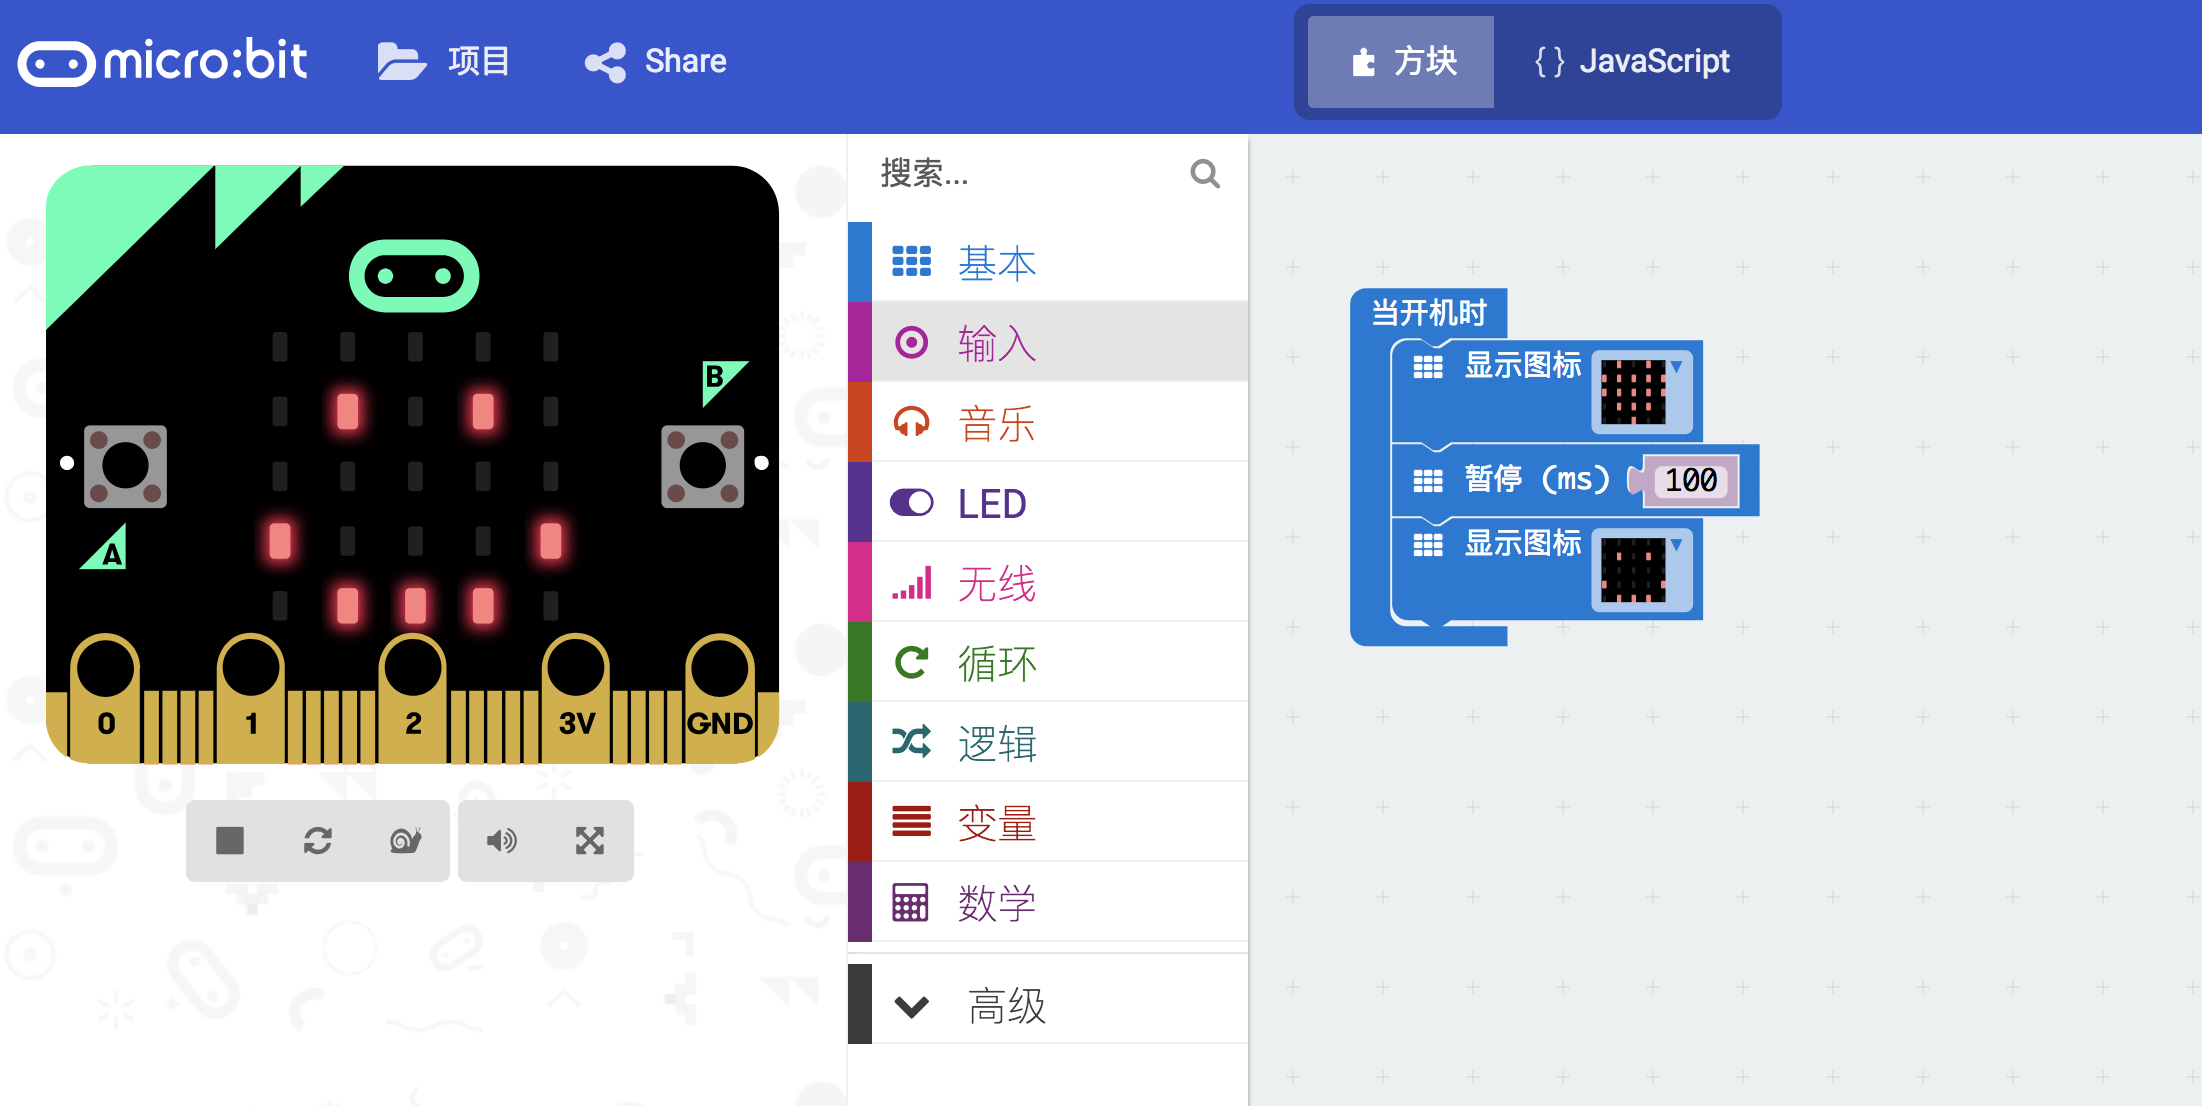 micro:bit 项目 Share 方块 { } JavaScript
B
A
0 1 2 3V GND
搜索...
基本
输入
音乐
LED
无线
循环
逻辑
变量
数学
高级
当开机时
显示图标
暂停 (ms) 100
显示图标